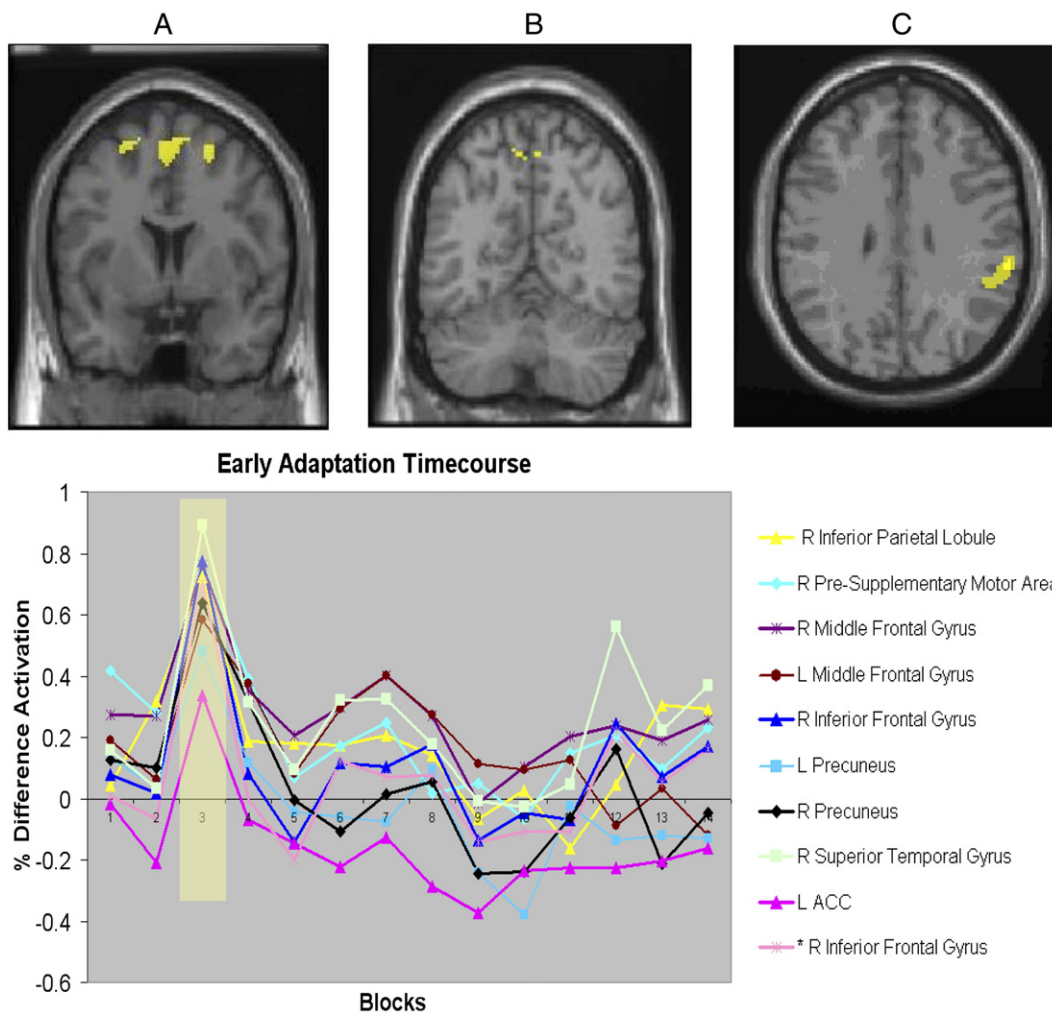 A
B
C
Early Adaptation Timecourse
% Difference Activation
1
0.8
0.6
0.4
0.2
0
-0.2
-0.4
-0.6
1
2
3
4
5
6
7
8
9
10
11
12
13
14
Blocks
R Inferior Parietal Lobule
R Pre-Supplementary Motor Area
R Middle Frontal Gyrus
L Middle Frontal Gyrus
R Inferior Frontal Gyrus
L Precuneus
R Precuneus
R Superior Temporal Gyrus
L ACC
* R Inferior Frontal Gyrus